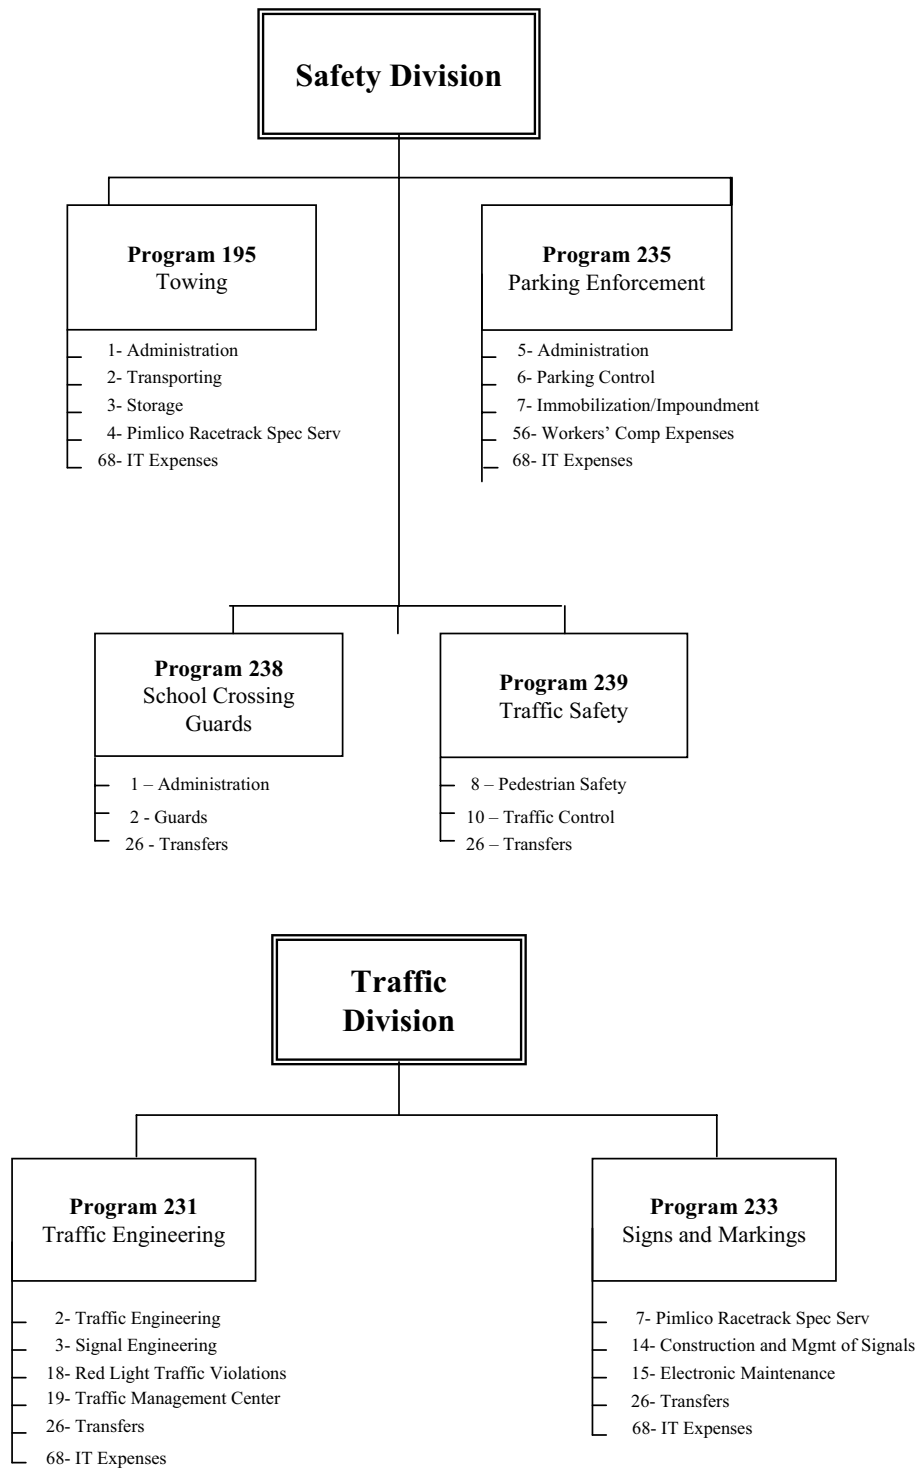 Safety Division
Program 195
Towing
1- Administration
2- Transporting
3- Storage
4- Pimlico Racetrack Spec Serv
68- IT Expenses
Program 235
Parking Enforcement
5- Administration
6- Parking Control
7- Immobilization/Impoundment
56- Workers’ Comp Expenses
68- IT Expenses
Program 238
School Crossing
Guards
1 – Administration
2 - Guards
26 - Transfers
Program 239
Traffic Safety
8 – Pedestrian Safety
10 – Traffic Control
26 – Transfers
Traffic
Division
Program 231
Traffic Engineering
2- Traffic Engineering
3- Signal Engineering
18- Red Light Traffic Violations
19- Traffic Management Center
26- Transfers
68- IT Expenses
Program 233
Signs and Markings
7- Pimlico Racetrack Spec Serv
14- Construction and Mgmt of Signals
15- Electronic Maintenance
26- Transfers
68- IT Expenses